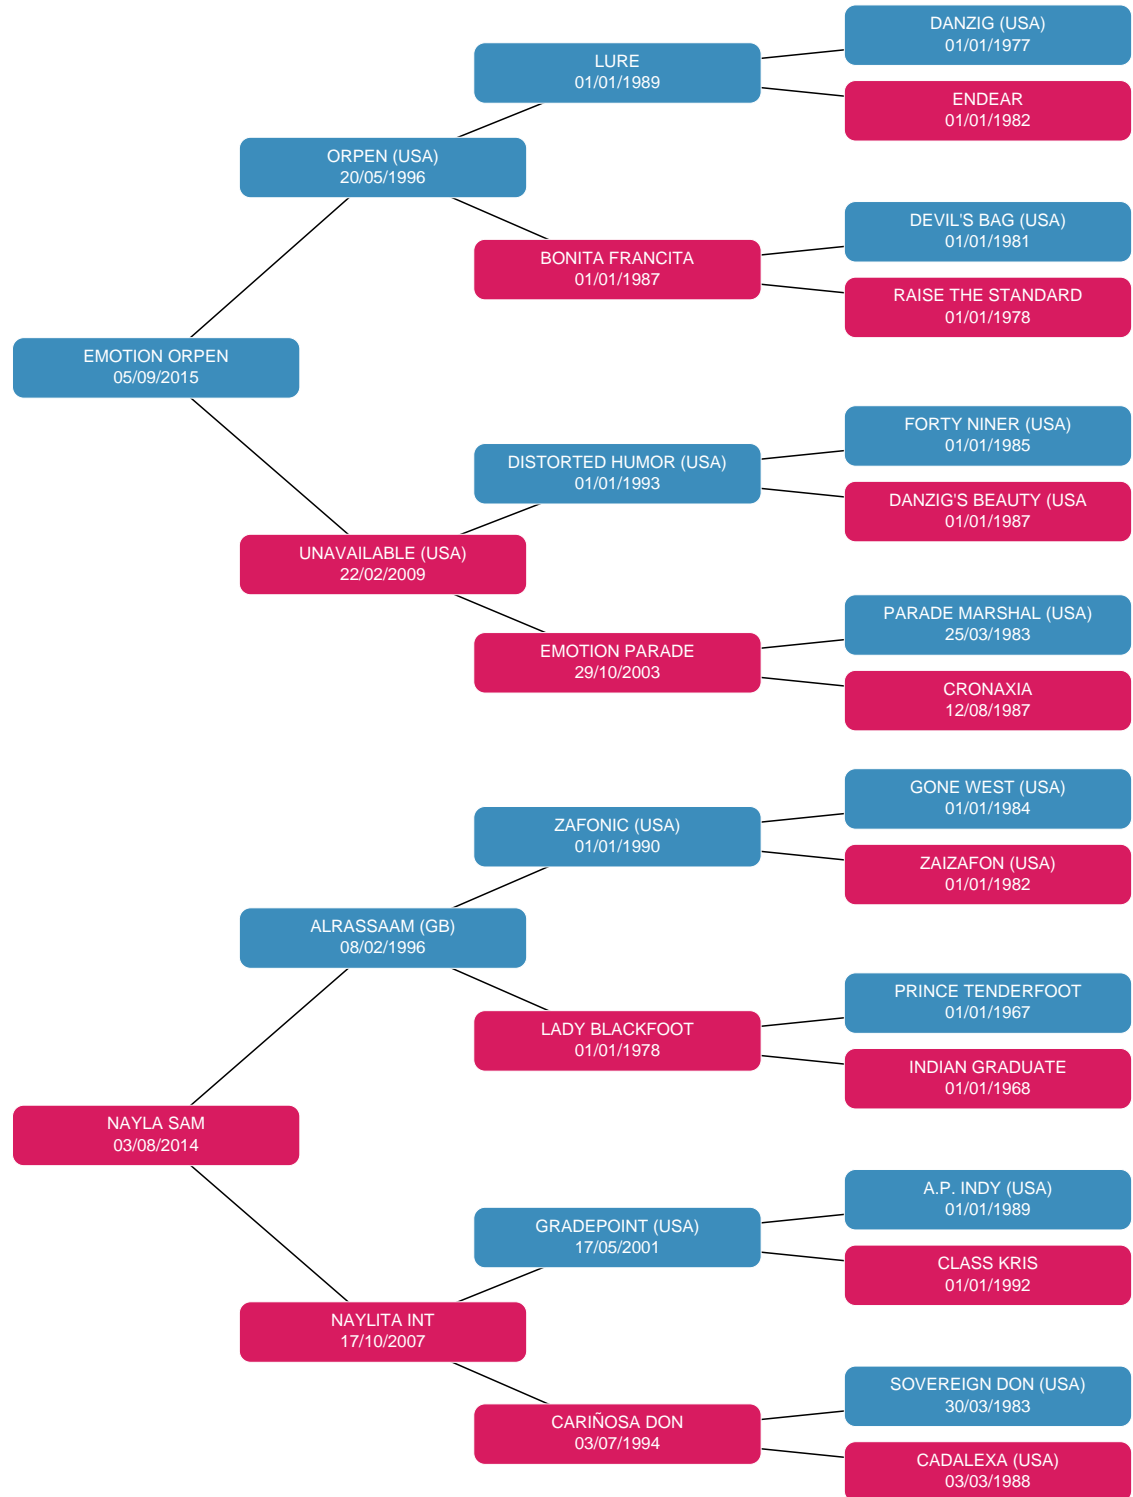 DANZIG (USA)
01/01/1977
LURE
01/01/1989
ENDEAR
01/01/1982
ORPEN (USA)
20/05/1996
DEVIL'S BAG (USA)
01/01/1981
BONITA FRANCITA
01/01/1987
RAISE THE STANDARD
01/01/1978
EMOTION ORPEN
05/09/2015
FORTY NINER (USA)
01/01/1985
DISTORTED HUMOR (USA)
01/01/1993
DANZIG'S BEAUTY (USA
01/01/1987
UNAVAILABLE (USA)
22/02/2009
PARADE MARSHAL (USA)
25/03/1983
EMOTION PARADE
29/10/2003
CRONAXIA
12/08/1987
GONE WEST (USA)
01/01/1984
ZAFONIC (USA)
01/01/1990
ZAIZAFON (USA)
01/01/1982
ALRASSAAM (GB)
08/02/1996
PRINCE TENDERFOOT
01/01/1967
LADY BLACKFOOT
01/01/1978
INDIAN GRADUATE
01/01/1968
NAYLA SAM
03/08/2014
A.P. INDY (USA)
01/01/1989
GRADEPOINT (USA)
17/05/2001
CLASS KRIS
01/01/1992
NAYLITA INT
17/10/2007
SOVEREIGN DON (USA)
30/03/1983
CARIÑOSA DON
03/07/1994
CADALEXA (USA)
03/03/1988